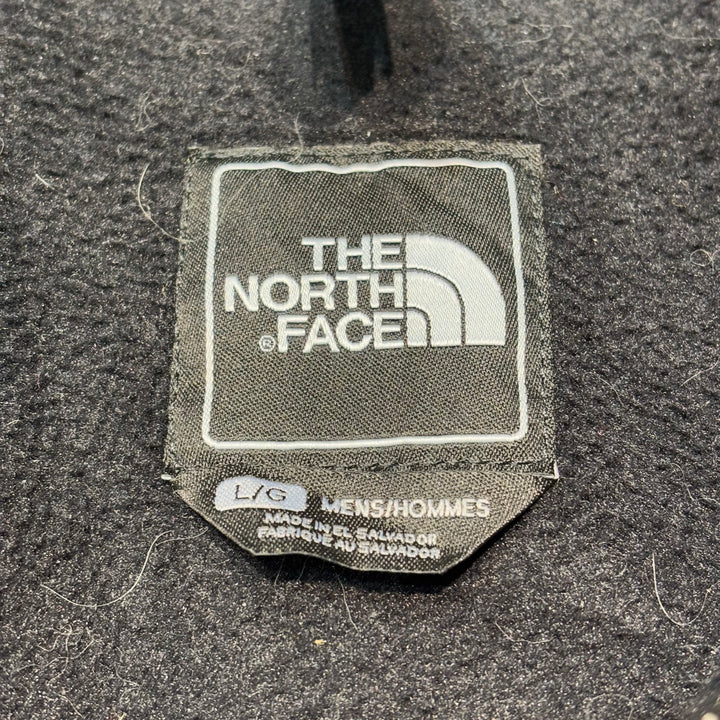 THE
NORTH
® FACE
L/G MENS/HOMMES
MADE IN EL SALVADOR
FABRIQUE AU SALVADOR